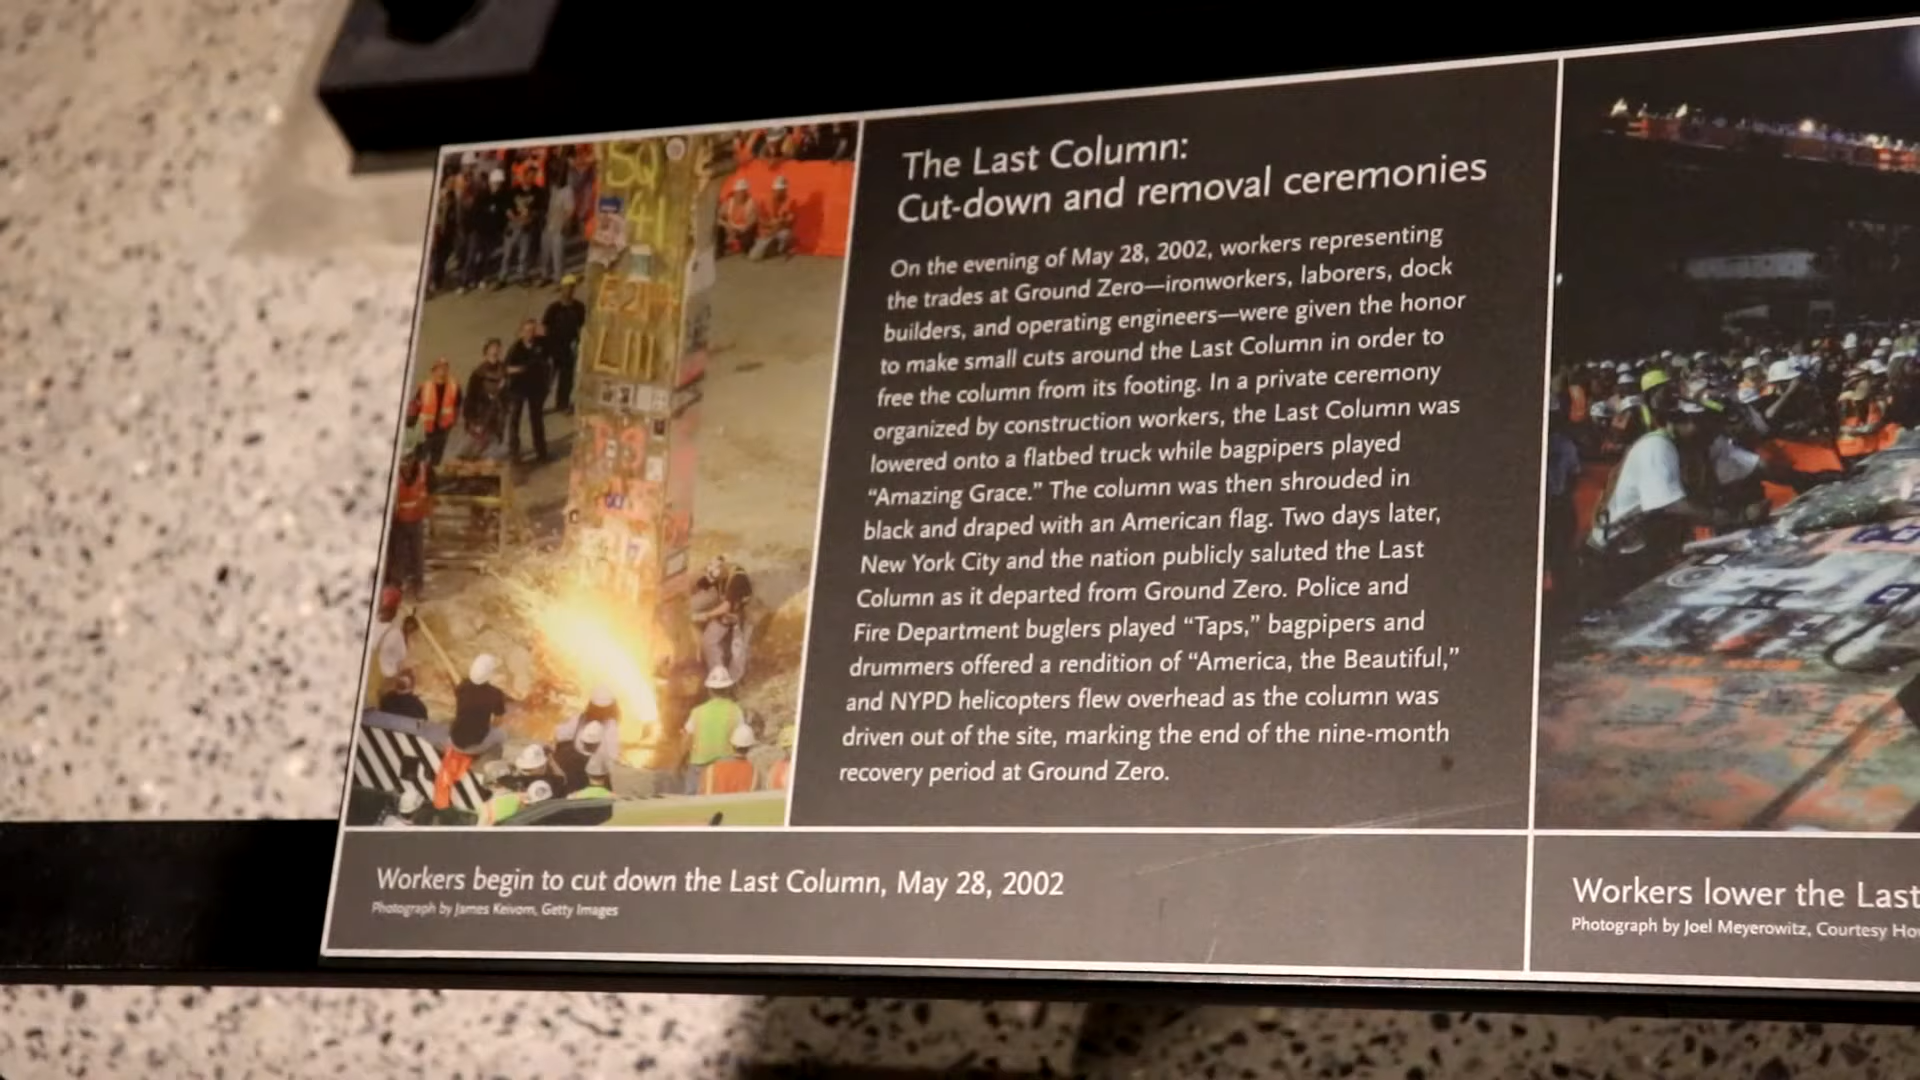 SQ
41
The Last Column:
Cut-down and removal ceremonies
On the evening of May 28, 2002, workers representing
the trades at Ground Zero—ironworkers, laborers, dock
builders, and operating engineers—were given the honor
to make small cuts around the Last Column in order to
free the column from its footing. In a private ceremony
organized by construction workers, the Last Column was
lowered onto a flatbed truck while bagpipers played
“Amazing Grace.” The column was then shrouded in
black and draped with an American flag. Two days later,
New York City and the nation publicly saluted the Last
Column as it departed from Ground Zero. Police and
Fire Department buglers played “Taps,” bagpipers and
drummers offered a rendition of “America, the Beautiful,”
and NYPD helicopters flew overhead as the column was
driven out of the site, marking the end of the nine-month
recovery period at Ground Zero.
Workers begin to cut down the Last Column, May 28, 2002
Photograph by James Keivom, Getty Images
Workers lower the Last
Photograph by Joel Meyerowitz, Courtesy